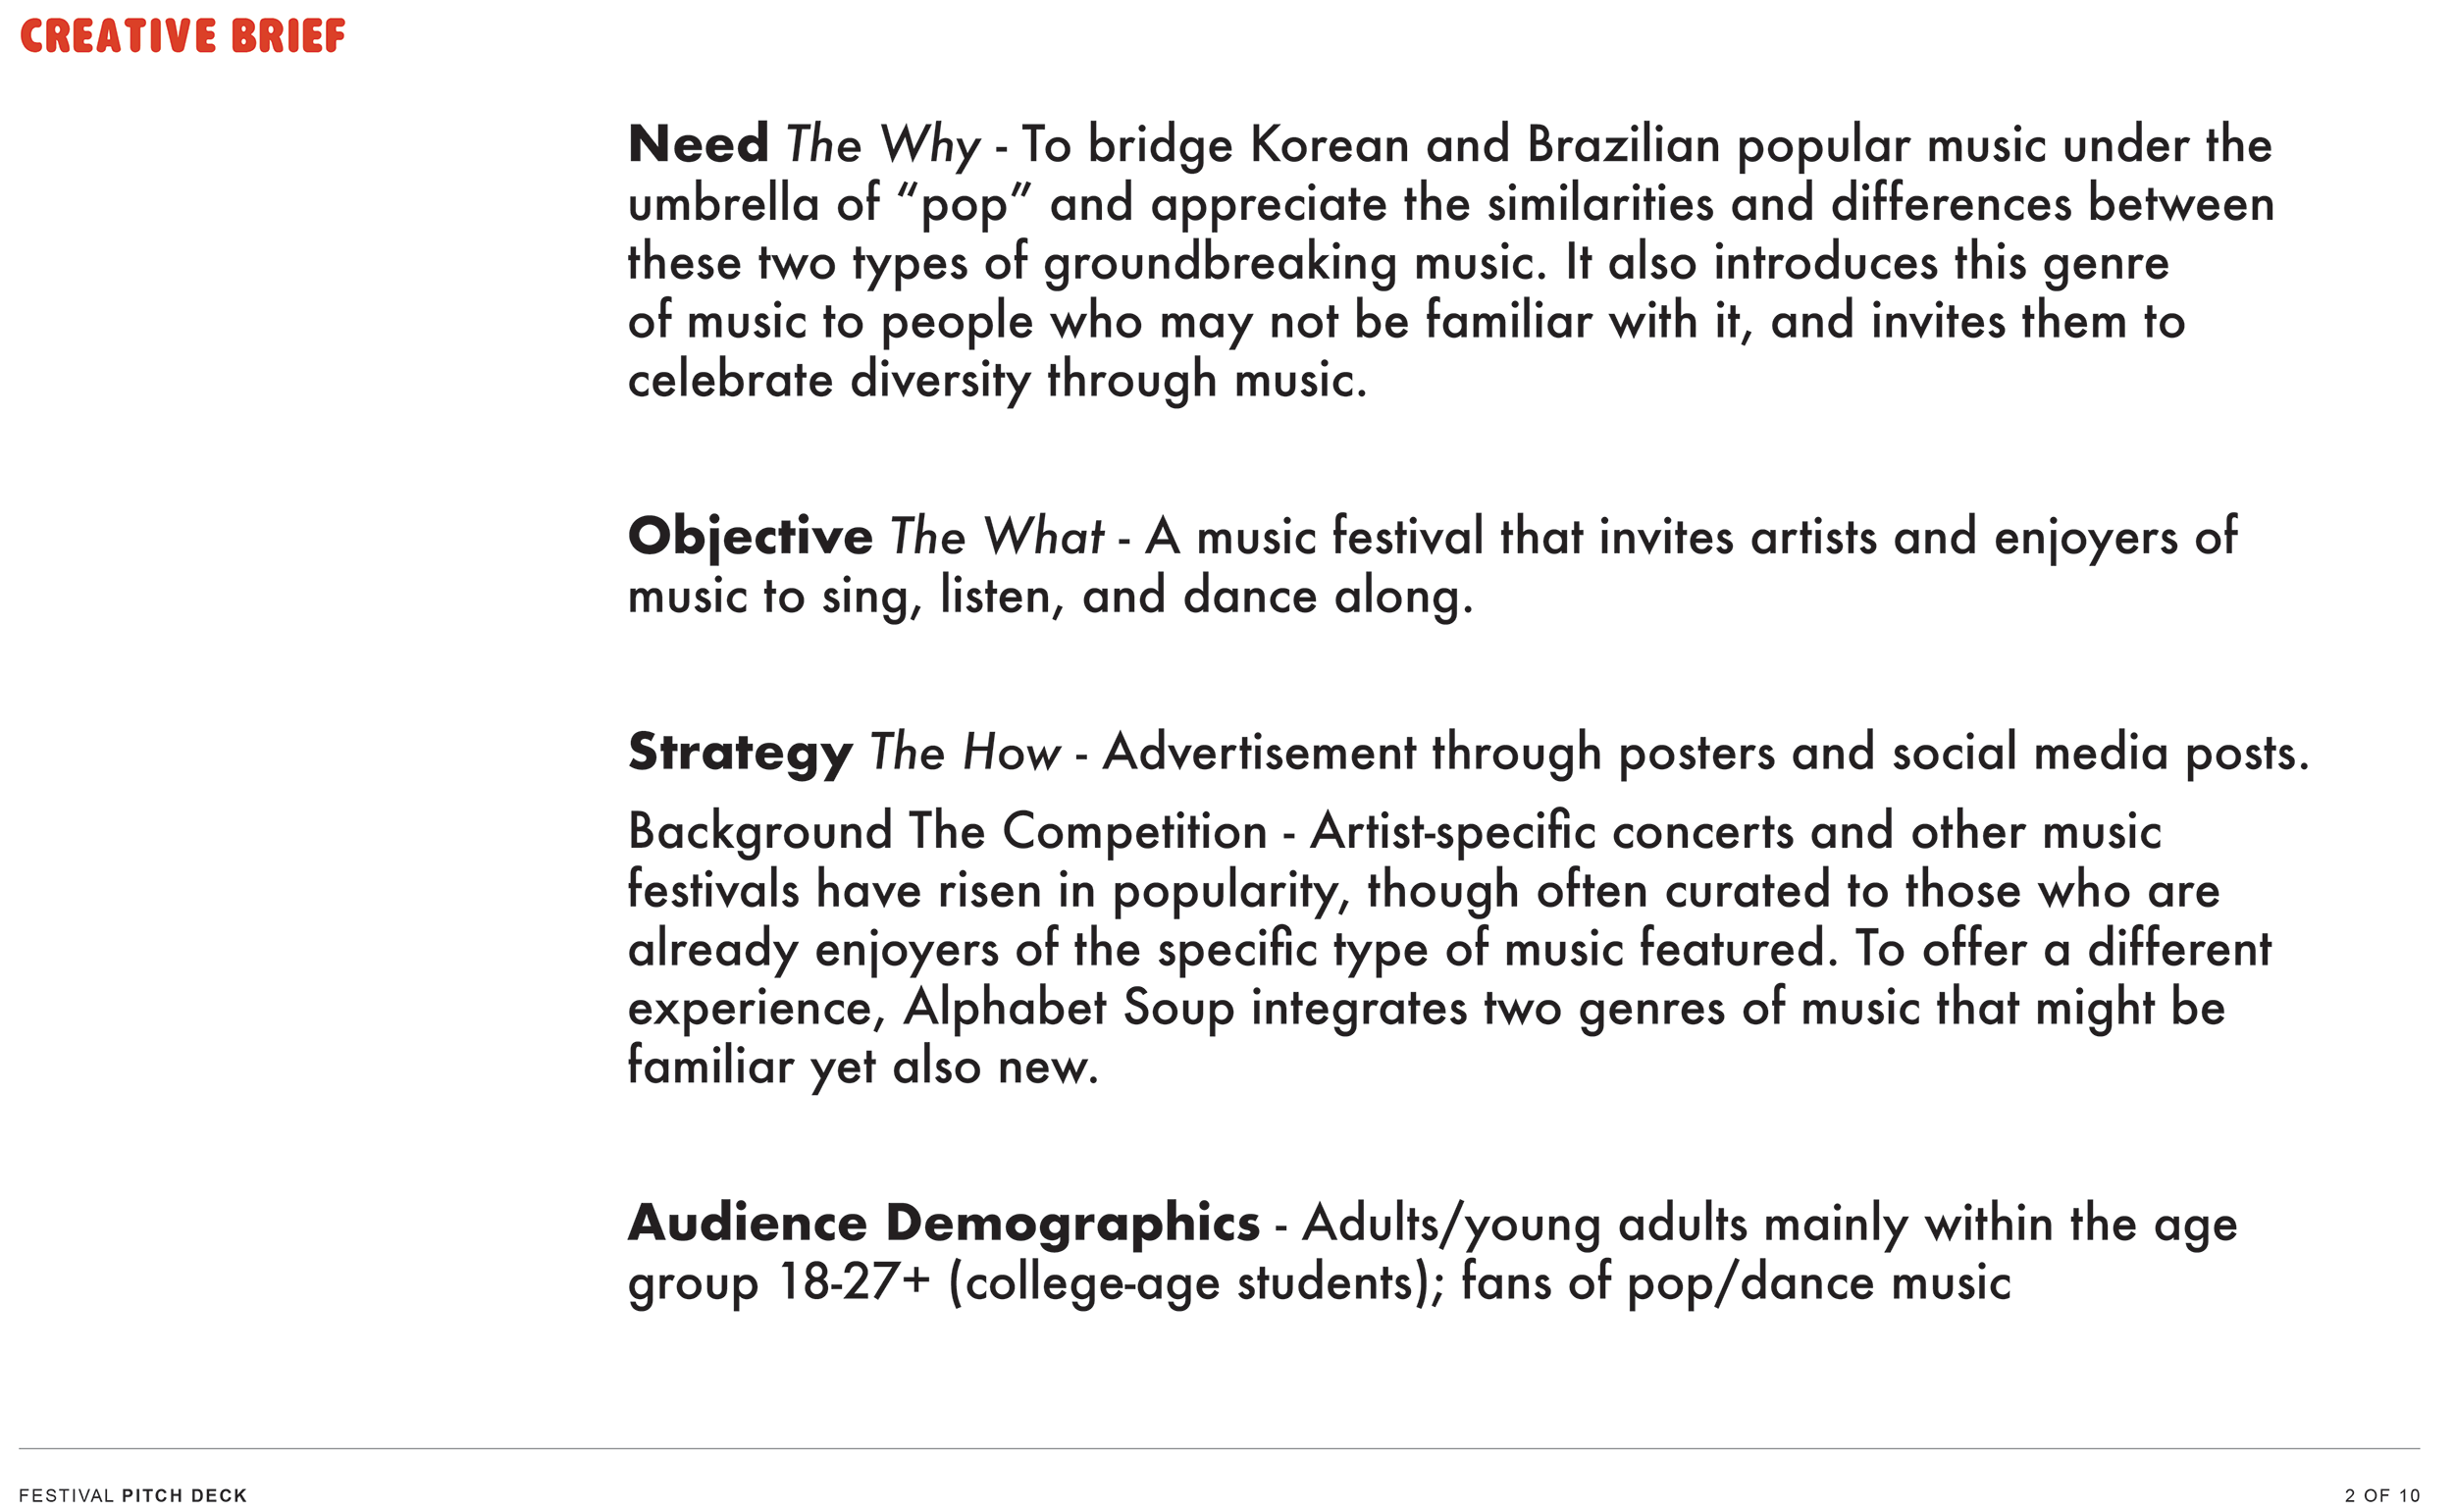 CREATIVE BRIEF
Need The Why - To bridge Korean and Brazilian popular music under the
umbrella of “pop” and appreciate the similarities and differences between
these two types of groundbreaking music. It also introduces this genre
of music to people who may not be familiar with it, and invites them to
celebrate diversity through music.
Objective The What - A music festival that invites artists and enjoyers of
music to sing, listen, and dance along.
Strategy The How - Advertisement through posters and social media posts.
Background The Competition - Artist-specific concerts and other music
festivals have risen in popularity, though often curated to those who are
already enjoyers of the specific type of music featured. To offer a different
experience, Alphabet Soup integrates two genres of music that might be
familiar yet also new.
Audience Demographics - Adults/young adults mainly within the age
group 18-27+ (college-age students); fans of pop/dance music
FESTIVAL PITCH DECK
2 OF 10